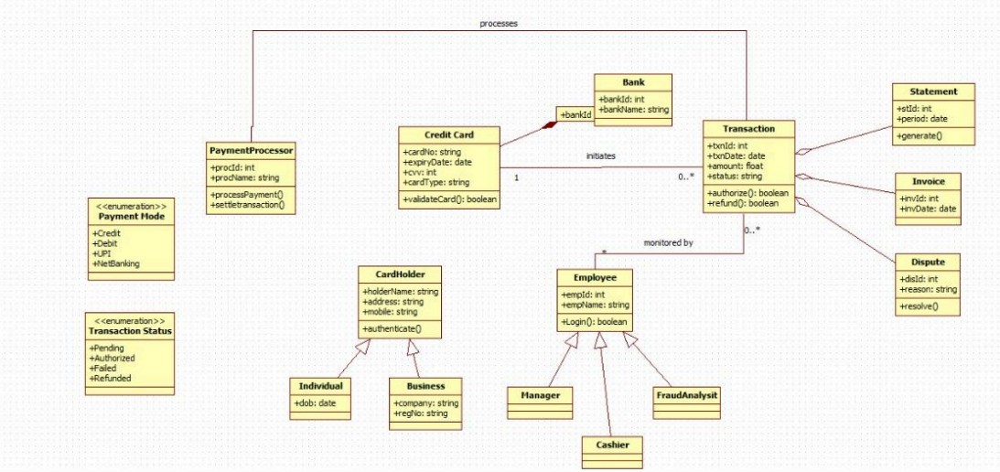 processes
Bank
+bankId: int
+bankName: string
+bankId
Statement
+stId: int
+period: date
+generate()
Credit Card
+cardNo: string
+expiryDate: date
+cvv: int
+cardType: string
+validateCard(): boolean
initiates
1
0..*
Transaction
+txnId: int
+txnDate: date
+amount: float
+status: string
+authorize(): boolean
+refund(): boolean
PaymentProcessor
+procId: int
+procName: string
+processPayment()
+settletransaction()
Invoice
+invId: int
+invDate: date
<<enumeration>>
Payment Mode
+Credit
+Debit
+UPI
+NetBanking
0..*
monitored by
*
Dispute
+disId: int
+reason: string
+resolve()
CardHolder
+holderName: string
+address: string
+mobile: string
+authenticate()
Employee
+empId: int
+empName: string
+Login(): boolean
<<enumeration>>
Transaction Status
+Pending
+Authorized
+Failed
+Refunded
Individual
+dob: date
Business
+company: string
+regNo: string
Manager
FraudAnalysit
Cashier